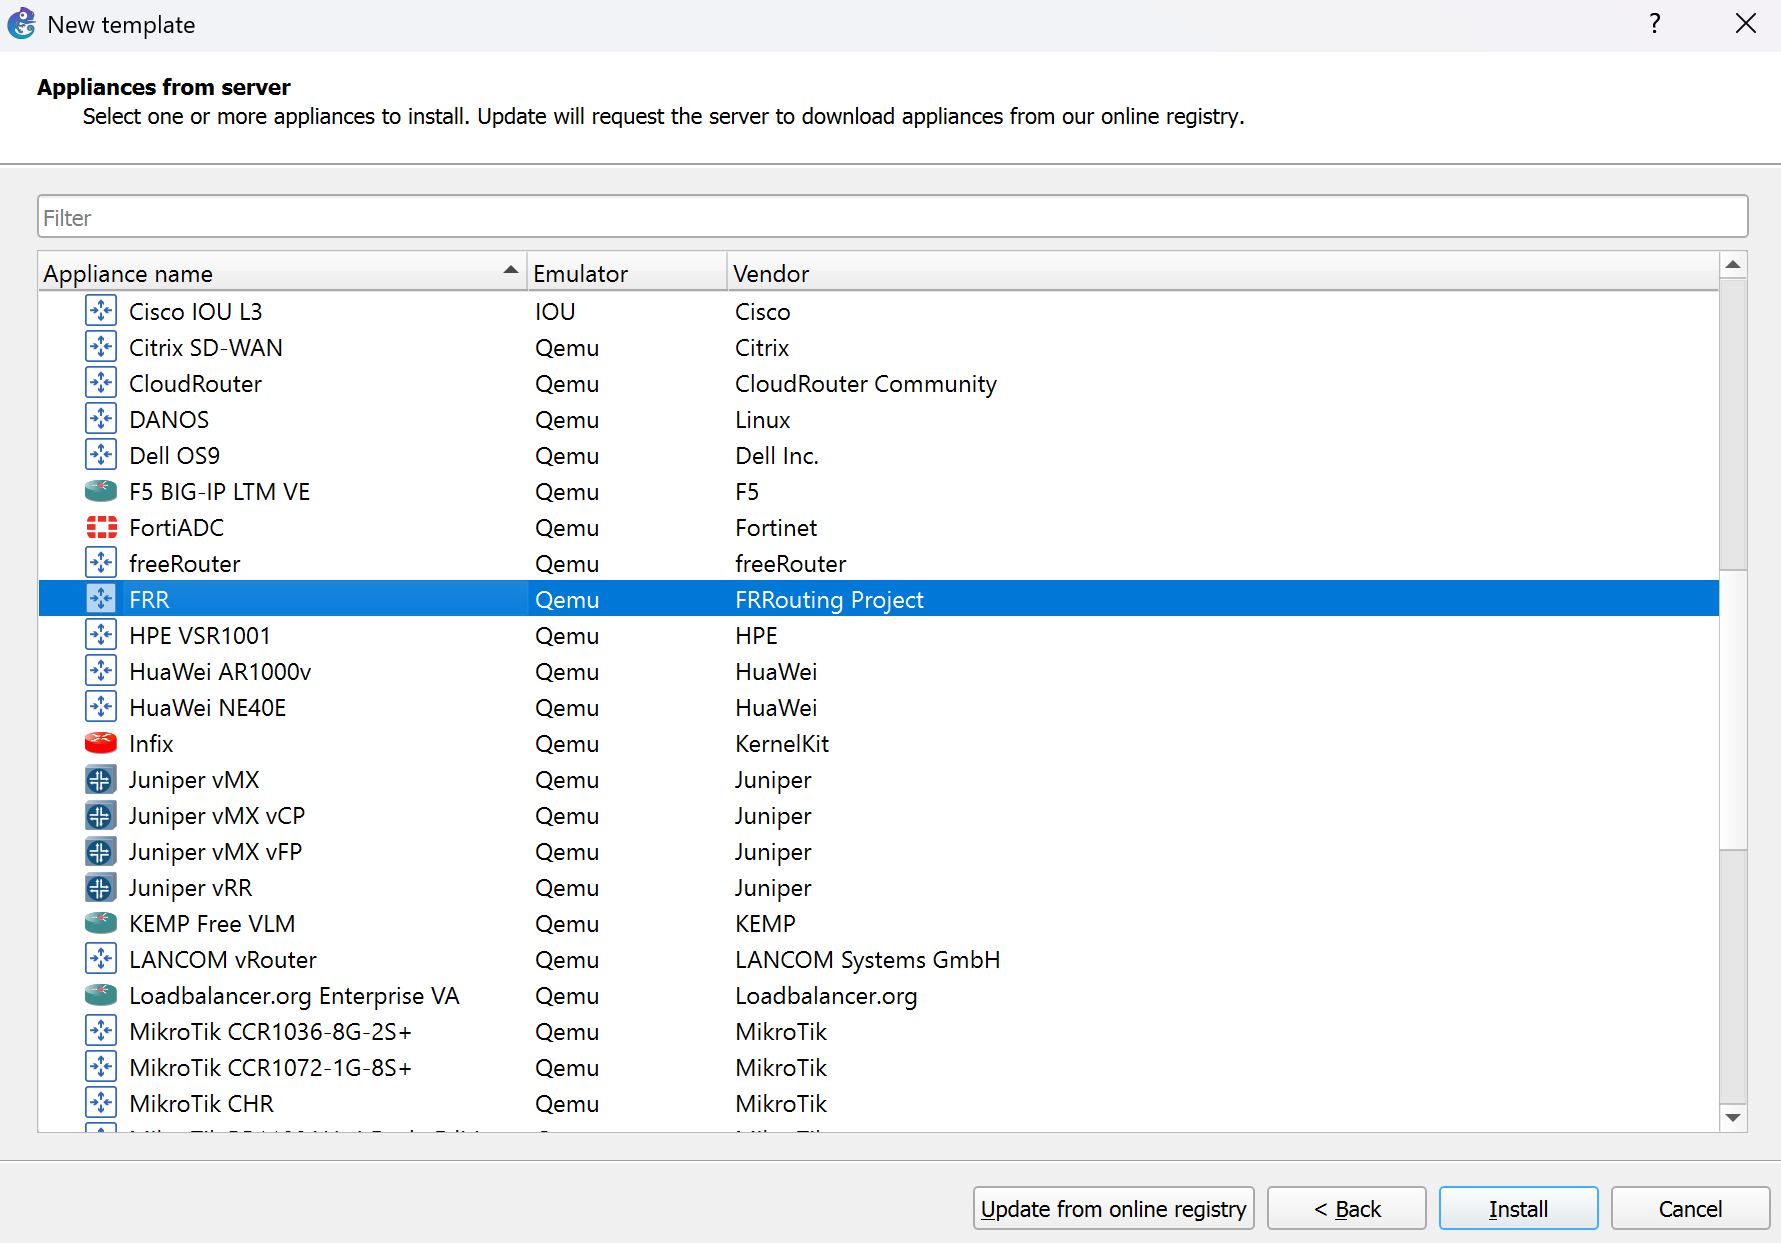 New template
?
Appliances from server
Select one or more appliances to install. Update will request the server to download appliances from our online registry.
Filter
Appliance name Emulator Vendor
Cisco IOU L3 IOU Cisco
Citrix SD-WAN Qemu Citrix
CloudRouter Qemu CloudRouter Community
DANOS Qemu Linux
Dell OS9 Qemu Dell Inc.
F5 BIG-IP LTM VE Qemu F5
FortiADC Qemu Fortinet
freeRouter Qemu freeRouter
FRR Qemu FRRouting Project
HPE VSR1001 Qemu HPE
HuaWei AR1000v Qemu HuaWei
HuaWei NE40E Qemu HuaWei
Infix Qemu KernelKit
Juniper vMX Qemu Juniper
Juniper vMX vCP Qemu Juniper
Juniper vMX vFP Qemu Juniper
Juniper vRR Qemu Juniper
KEMP Free VLM Qemu KEMP
LANCOM vRouter Qemu LANCOM Systems GmbH
Loadbalancer.org Enterprise VA Qemu Loadbalancer.org
MikroTik CCR1036-8G-2S+ Qemu MikroTik
MikroTik CCR1072-1G-8S+ Qemu MikroTik
MikroTik CHR Qemu MikroTik
Update from online registry < Back Install Cancel